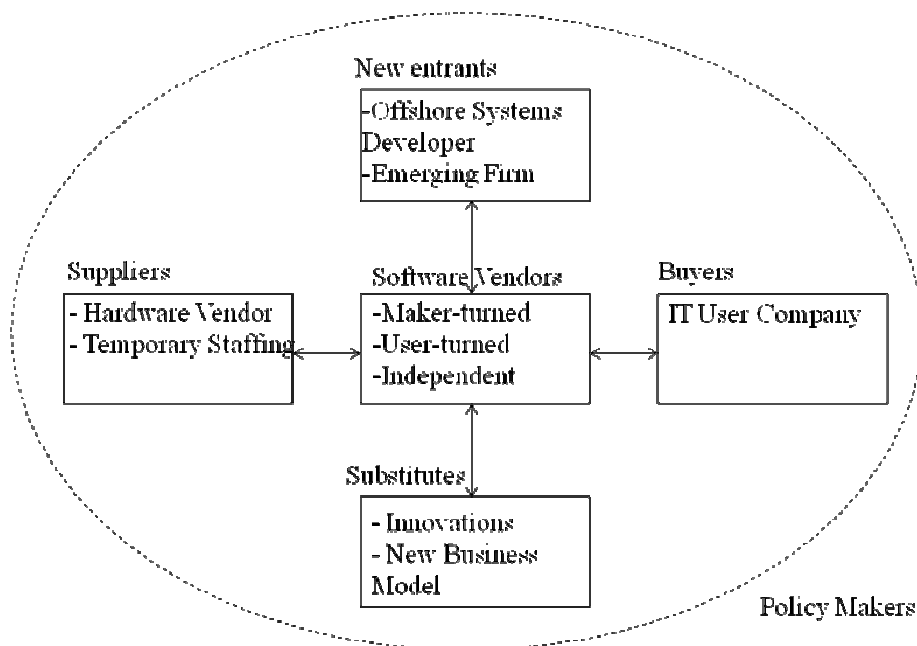 New entrants
-Offshore Systems
Developer
-Emerging Firm
Suppliers
- Hardware Vendor
- Temporary Staffing
Software Vendors
-Maker-turned
-User-turned
-Independent
Buyers
IT User Company
Substitutes
- Innovations
- New Business
Model
Policy Makers